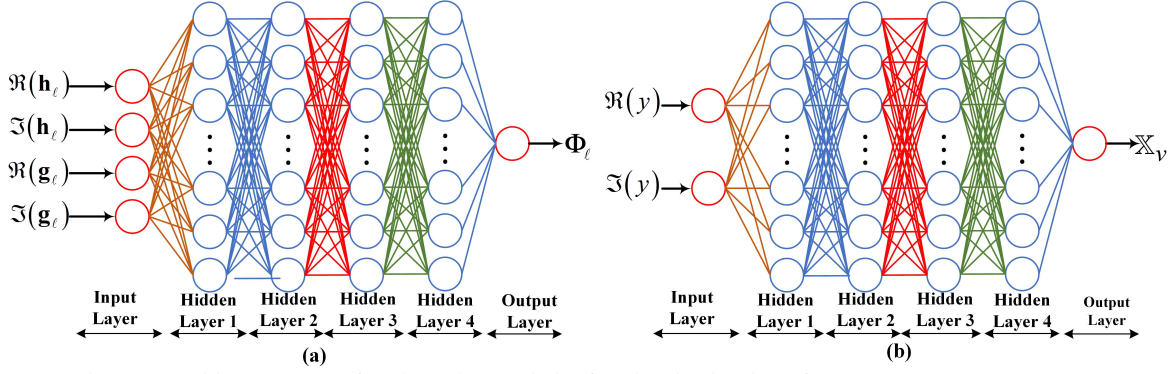 ℜ(𝐡_ℓ)
ℑ(𝐡_ℓ)
ℜ(𝐠_ℓ)
ℑ(𝐠_ℓ)
Φ_ℓ
Input Layer
Hidden Layer 1
Hidden Layer 2
Hidden Layer 3
Hidden Layer 4
Output Layer
(a)
ℜ(y)
ℑ(y)
𝕏_ν
Input Layer
Hidden Layer 1
Hidden Layer 2
Hidden Layer 3
Hidden Layer 4
Output Layer
(b)